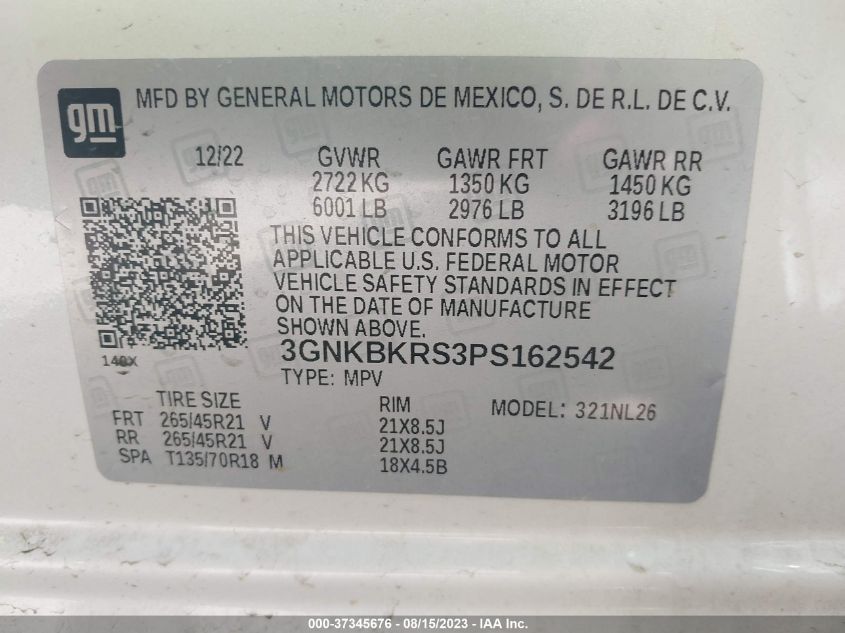 gm
MFD BY GENERAL MOTORS DE MEXICO, S. DE R.L. DE C.V.
12/22 GVWR GAWR FRT GAWR RR
2722 KG 1350 KG 1450 KG
6001 LB 2976 LB 3196 LB
THIS VEHICLE CONFORMS TO ALL
APPLICABLE U.S. FEDERAL MOTOR
VEHICLE SAFETY STANDARDS IN EFFECT
ON THE DATE OF MANUFACTURE
SHOWN ABOVE.
140X
3GNKBKRS3PS162542
TYPE: MPV
TIRE SIZE RIM MODEL: 321NL26
FRT 265/45R21 V 21X8.5J
RR 265/45R21 V 21X8.5J
SPA T135/70R18 M 18X4.5B
000-37345676 - 08/15/2023 - IAA Inc.